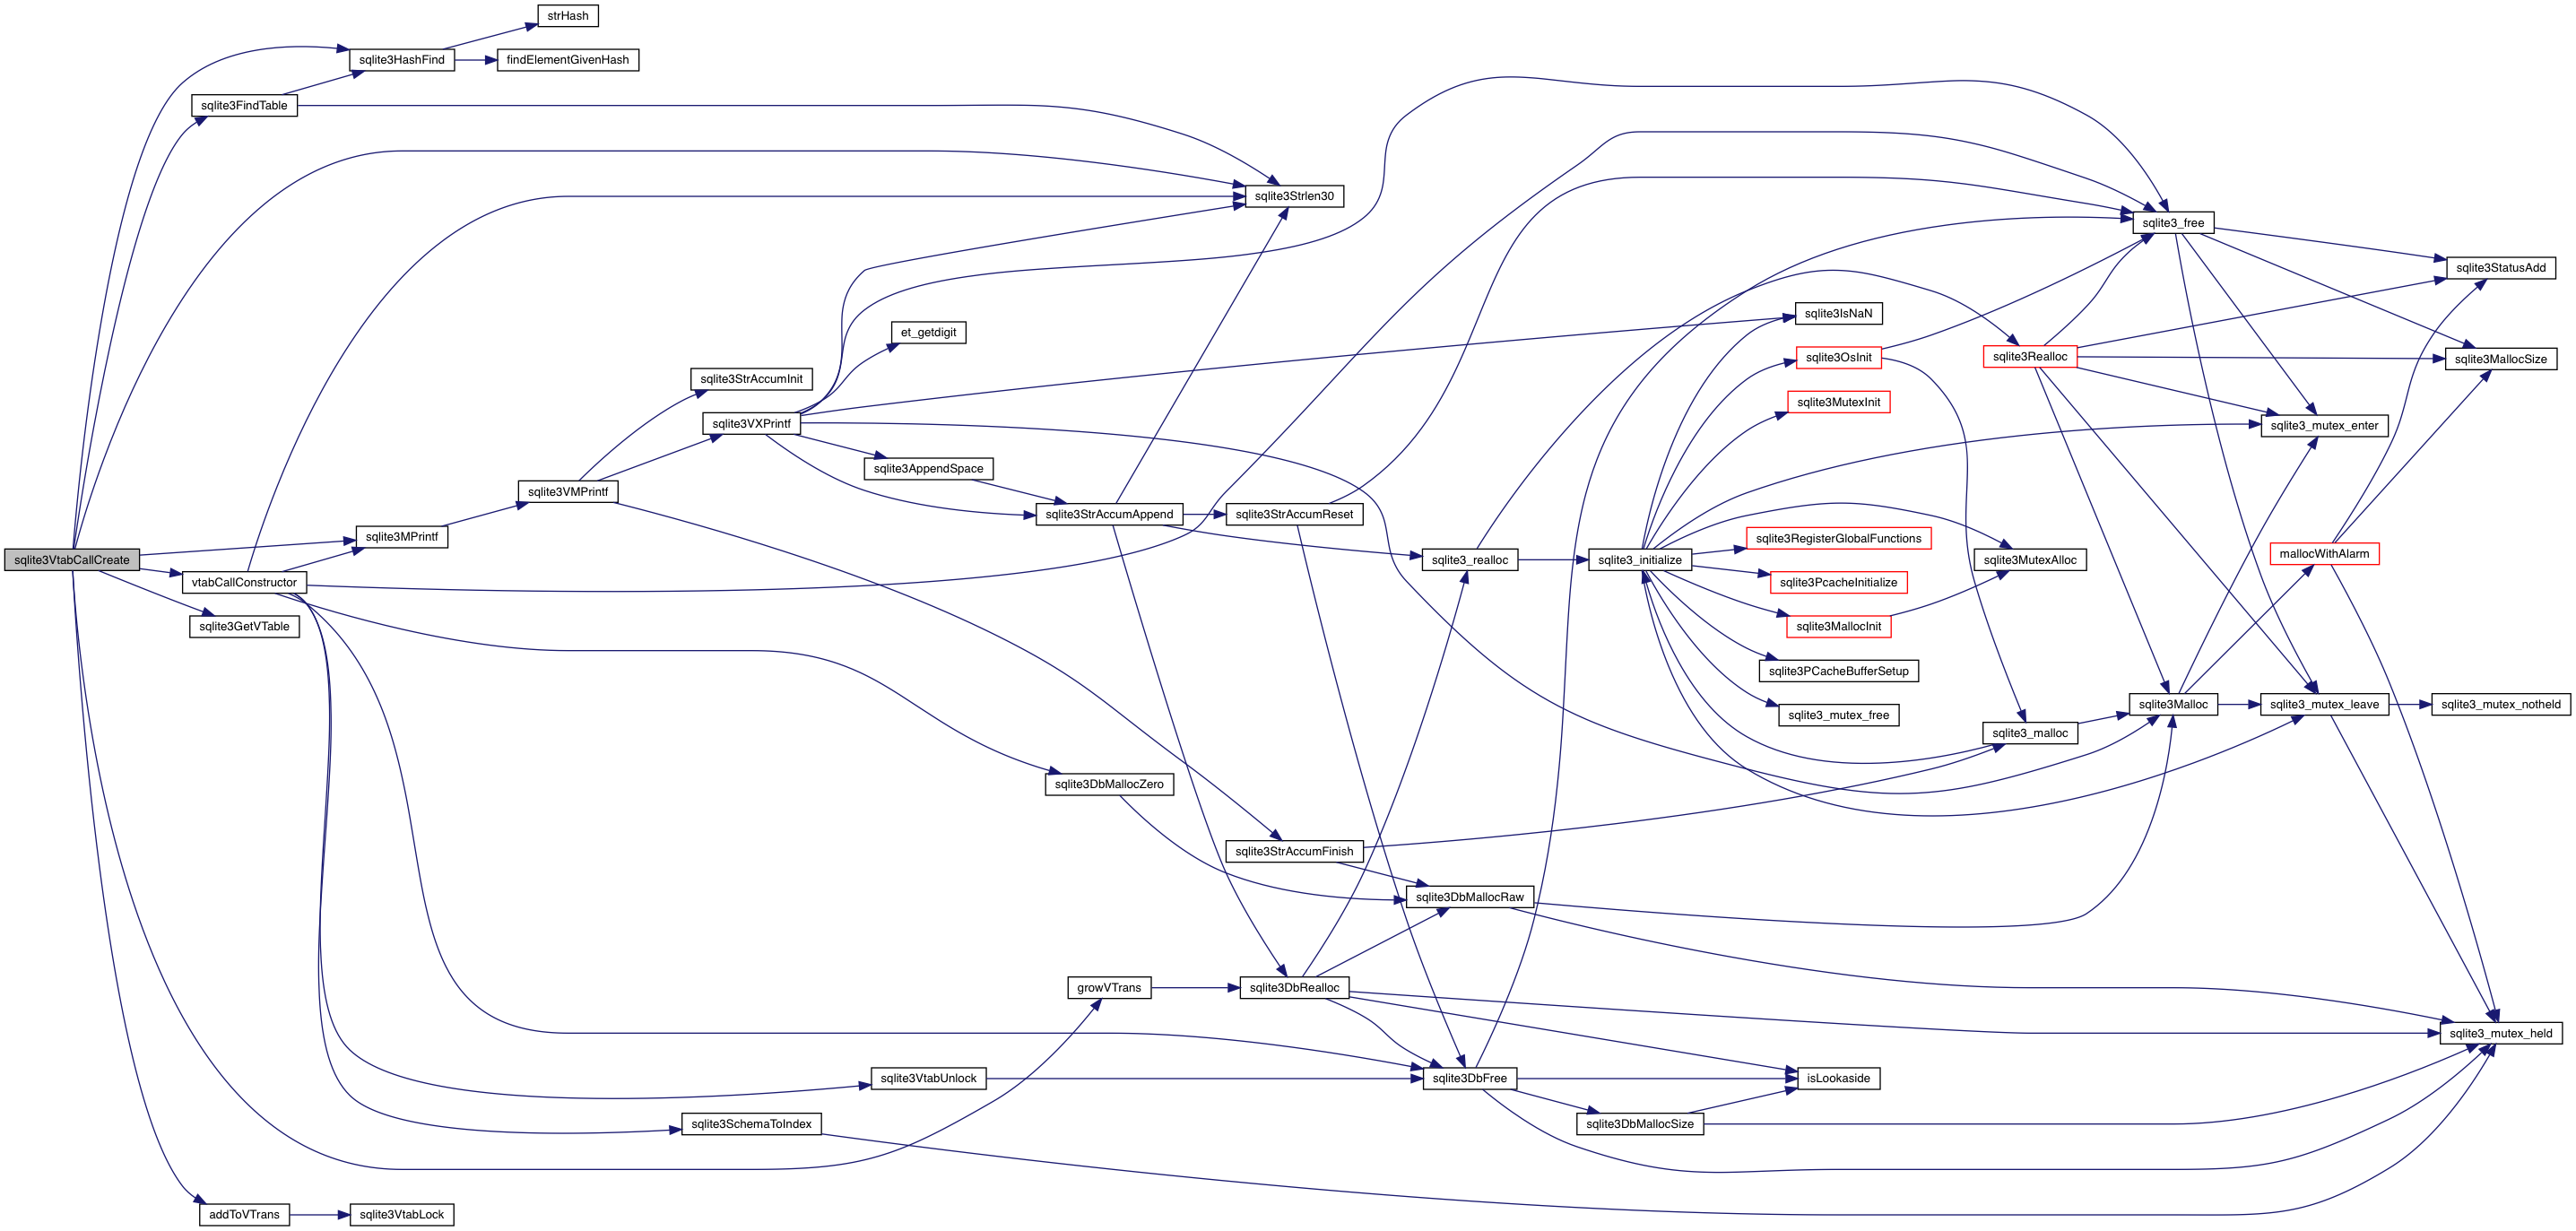 strHash
sqlite3HashFind
findElementGivenHash
sqlite3FindTable
sqlite3Strlen30
sqlite3_free
sqlite3StatusAdd
sqlite3IsNaN
et_getdigit
sqlite3OsInit
sqlite3Realloc
sqlite3MallocSize
sqlite3StrAccumInit
sqlite3MutexInit
sqlite3VXPrintf
sqlite3_mutex_enter
sqlite3AppendSpace
sqlite3VMPrintf
sqlite3StrAccumAppend
sqlite3StrAccumReset
sqlite3MPrintf
sqlite3RegisterGlobalFunctions
mallocWithAlarm
sqlite3VtabCallCreate
sqlite3_realloc
sqlite3_initialize
sqlite3MutexAlloc
vtabCallConstructor
sqlite3PcacheInitialize
sqlite3GetVTable
sqlite3MallocInit
sqlite3PCacheBufferSetup
sqlite3Malloc
sqlite3_mutex_leave
sqlite3_mutex_notheld
sqlite3_mutex_free
sqlite3_malloc
sqlite3DbMallocZero
sqlite3StrAccumFinish
sqlite3DbMallocRaw
growVTrans
sqlite3DbRealloc
sqlite3_mutex_held
sqlite3VtabUnlock
sqlite3DbFree
isLookaside
sqlite3SchemaToIndex
sqlite3DbMallocSize
addToVTrans
sqlite3VtabLock